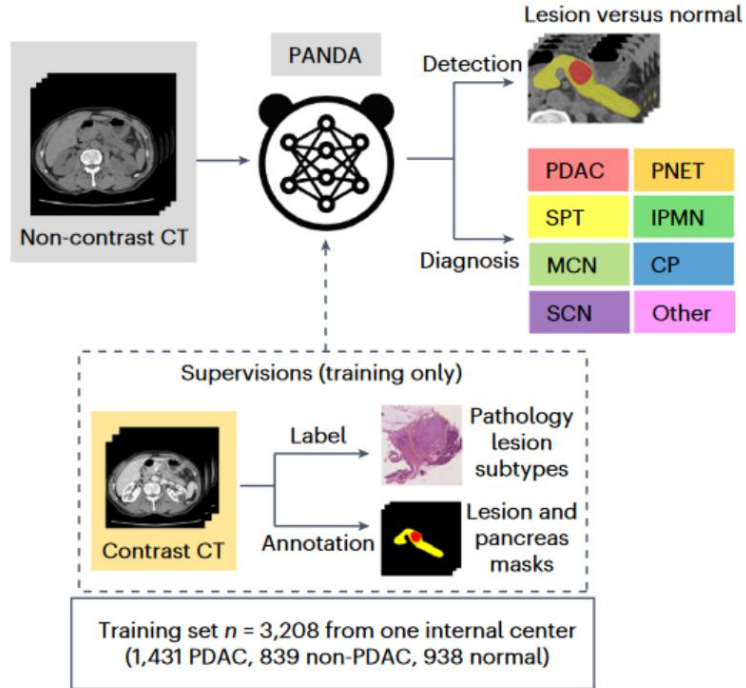 Lesion versus normal
PANDA
Detection
Non-contrast CT
Diagnosis
PDAC
PNET
SPT
IPMN
MCN
CP
SCN
Other
Supervisions (training only)
Label
Pathology
lesion
subtypes
Contrast CT
Annotation
Lesion and
pancreas
masks
Training set n = 3,208 from one internal center
(1,431 PDAC, 839 non-PDAC, 938 normal)